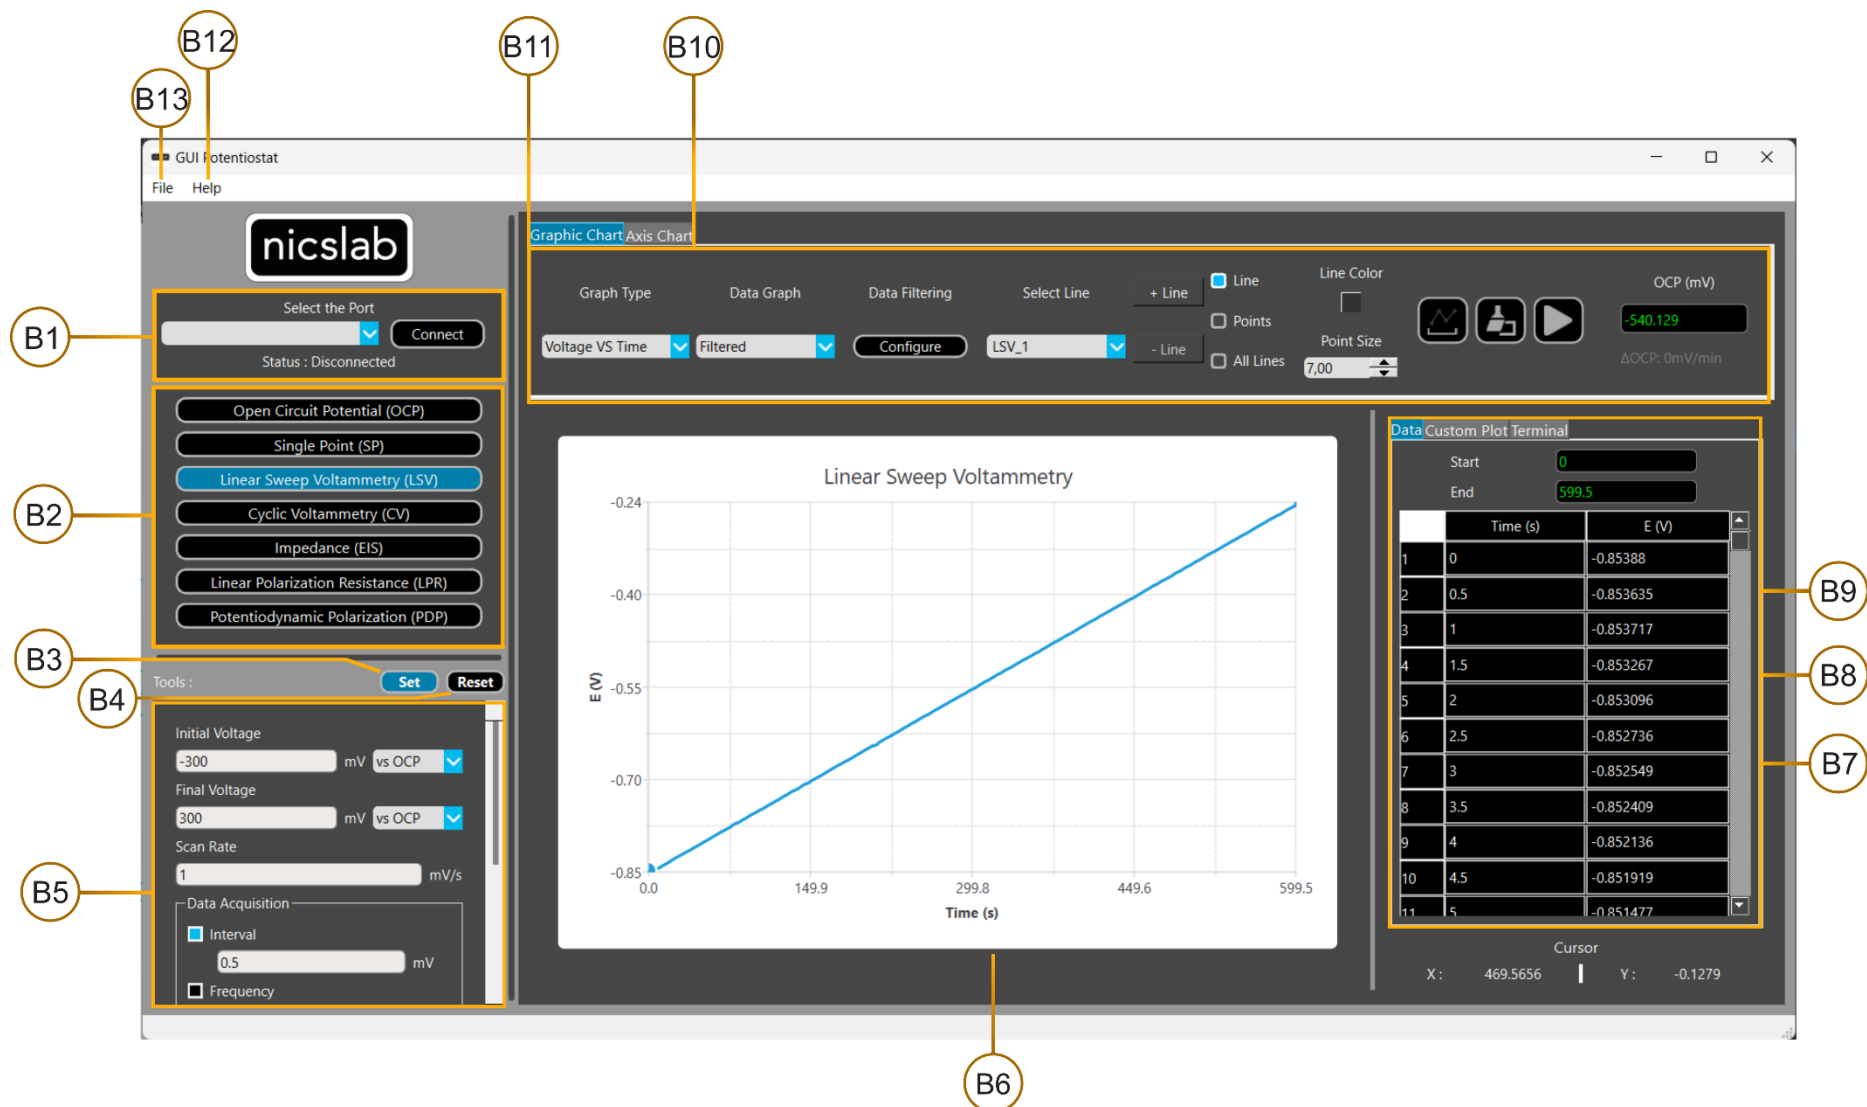 B12
B11
B10
B13
GUI Potentiostat
File Help
nicslab
B1
Select the Port
Connect
Status : Disconnected
B2
Open Circuit Potential (OCP)
Single Point (SP)
Linear Sweep Voltammetry (LSV)
Cyclic Voltammetry (CV)
Impedance (EIS)
Linear Polarization Resistance (LPR)
Potentiodynamic Polarization (PDP)
B3
B4
Tools : Set Reset
B5
Initial Voltage
-300 mV vs OCP
Final Voltage
300 mV vs OCP
Scan Rate
1 mV/s
Data Acquisition
Interval
0.5 mV
Frequency
Graphic Chart Axis Chart
Graph Type Data Graph Data Filtering Select Line + Line Line Line Color OCP (mV)
Points
Voltage VS Time Filtered Configure LSV_1 - Line All Lines Point Size -540.129
7,00 ΔOCP: 0mV/min
Linear Sweep Voltammetry
-0.24
-0.40
-0.55
-0.70
-0.85
E (V)
0.0 149.9 299.8 449.6 599.5
Time (s)
B6
Data Custom Plot Terminal
Start 0
End 599.5
Time (s) E (V)
1 0 -0.85388
2 0.5 -0.853635
3 1 -0.853717
4 1.5 -0.853267
5 2 -0.853096
6 2.5 -0.852736
7 3 -0.852549
8 3.5 -0.852409
9 4 -0.852136
10 4.5 -0.851919
11 5 -0.851477
B9
B8
B7
Cursor
X : 469.5656 Y : -0.1279